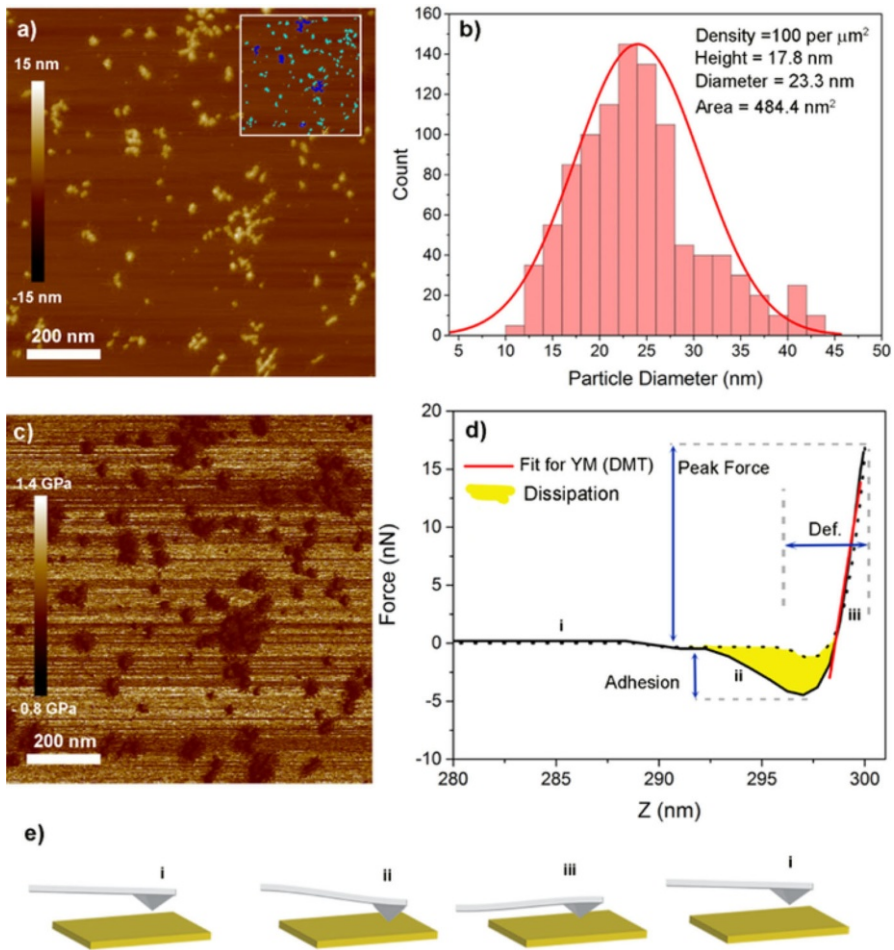 a)
15 nm
-15 nm
200 nm
b)
Density =100 per μm²
Height = 17.8 nm
Diameter = 23.3 nm
Area = 484.4 nm²
160
140
120
100
80
60
40
20
0
Count
5 10 15 20 25 30 35 40 45 50
Particle Diameter (nm)
c)
1.4 GPa
- 0.8 GPa
200 nm
d)
Fit for YM (DMT)
Dissipation
Peak Force
Def.
i
ii
iii
Adhesion
20
15
10
5
0
-5
-10
Force (nN)
280 285 290 295 300
Z (nm)
e)
i ii iii i